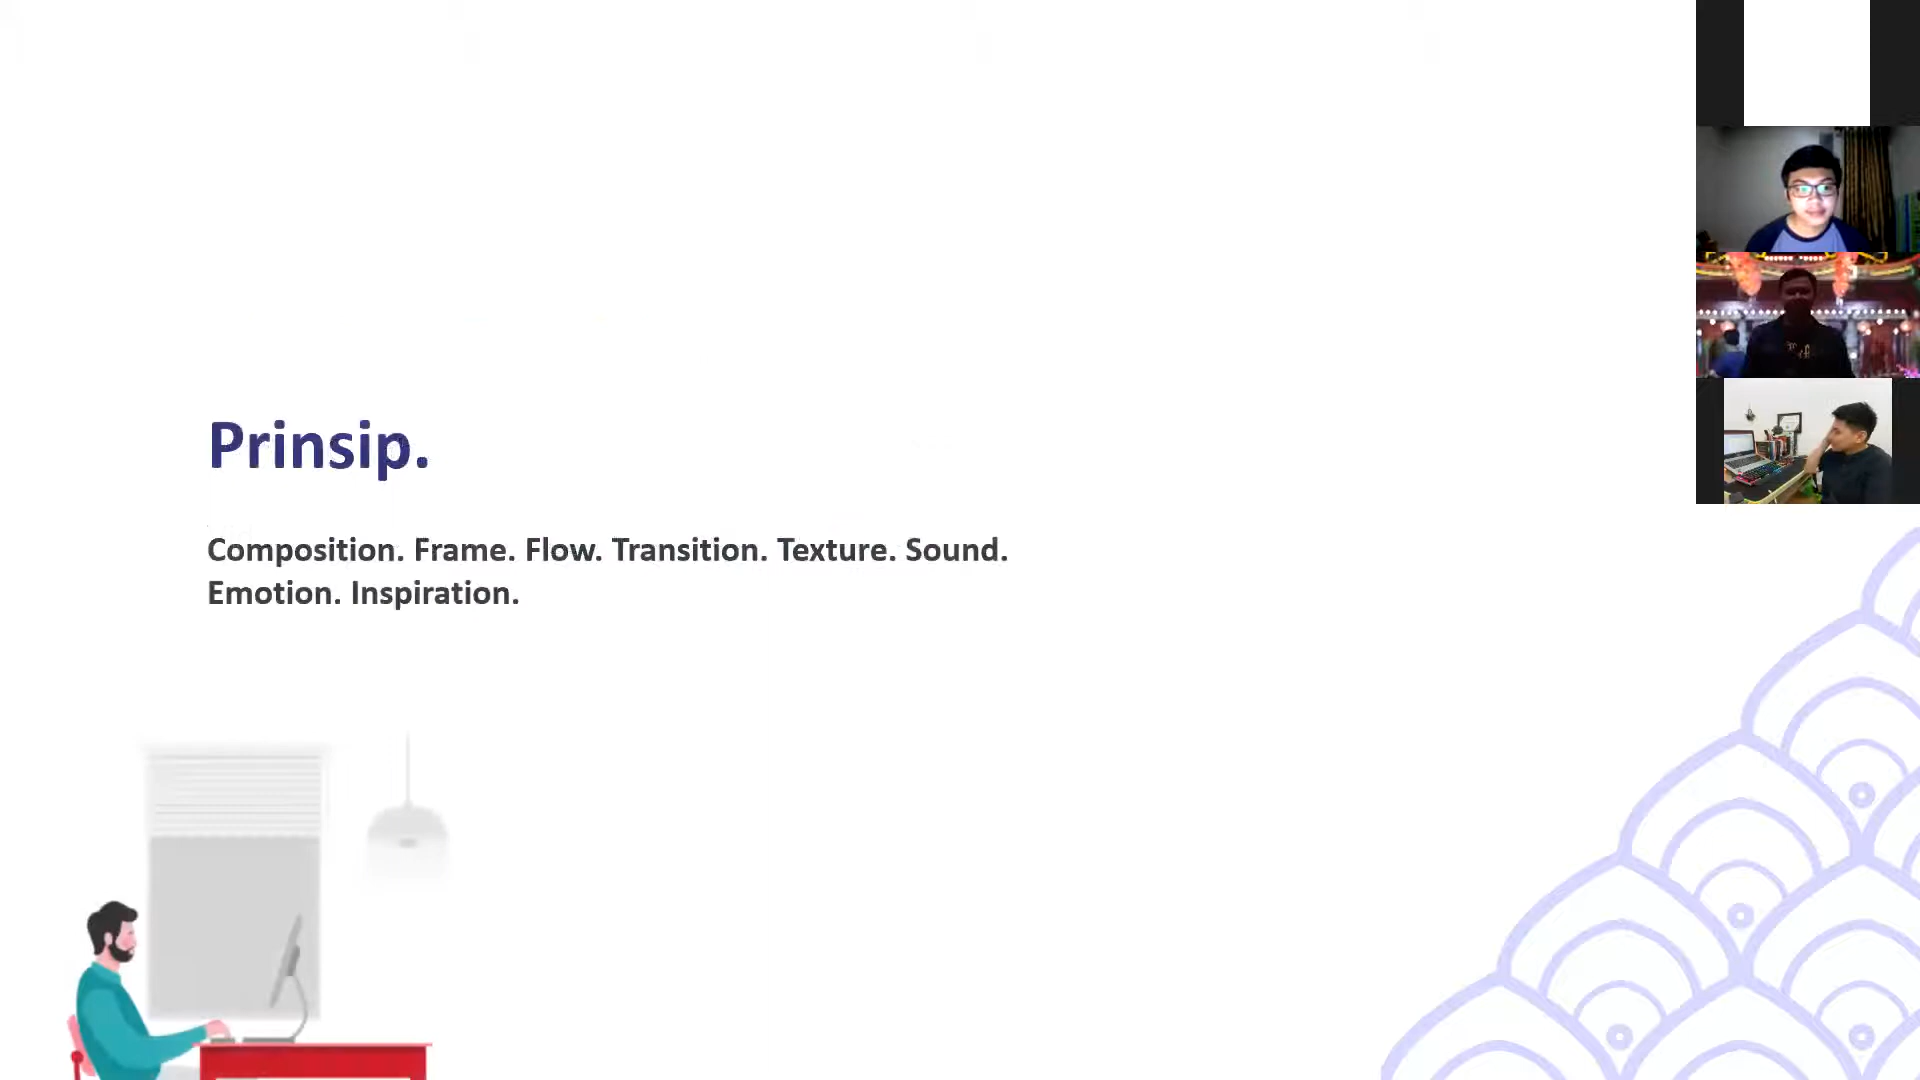 Prinsip.
Composition. Frame. Flow. Transition. Texture. Sound.
Emotion. Inspiration.